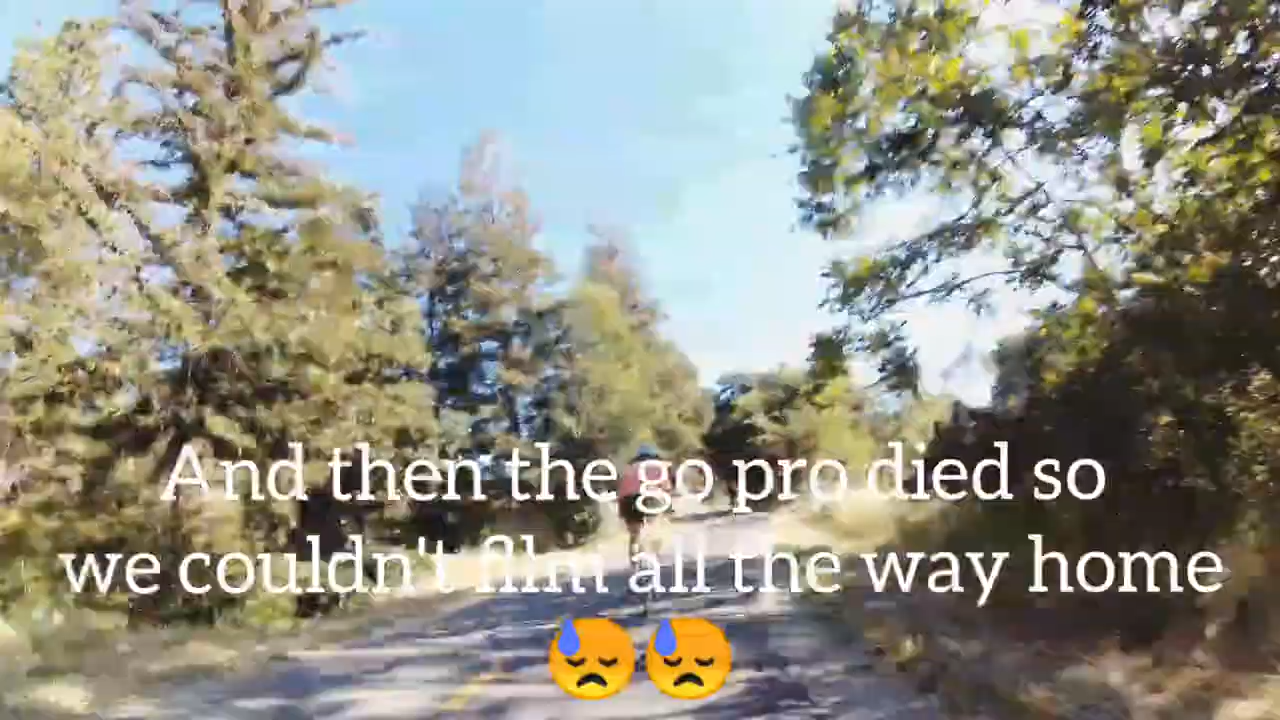 And then the go pro died so
we couldn't film all the way home
😓😓